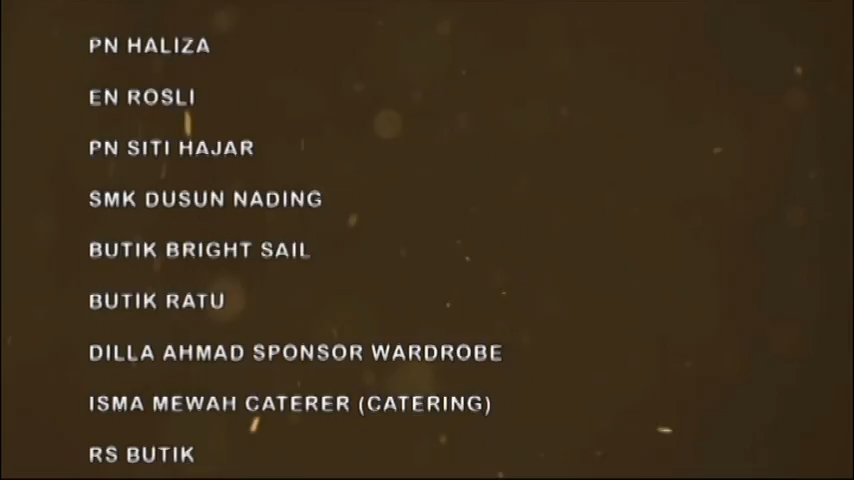 PN HALIZA
EN ROSLI
PN SITI HAJAR
SMK DUSUN NADING
BUTIK BRIGHT SAIL
BUTIK RATU
DILLA AHMAD SPONSOR WARDROBE
ISMA MEWAH CATERER (CATERING)
RS BUTIK